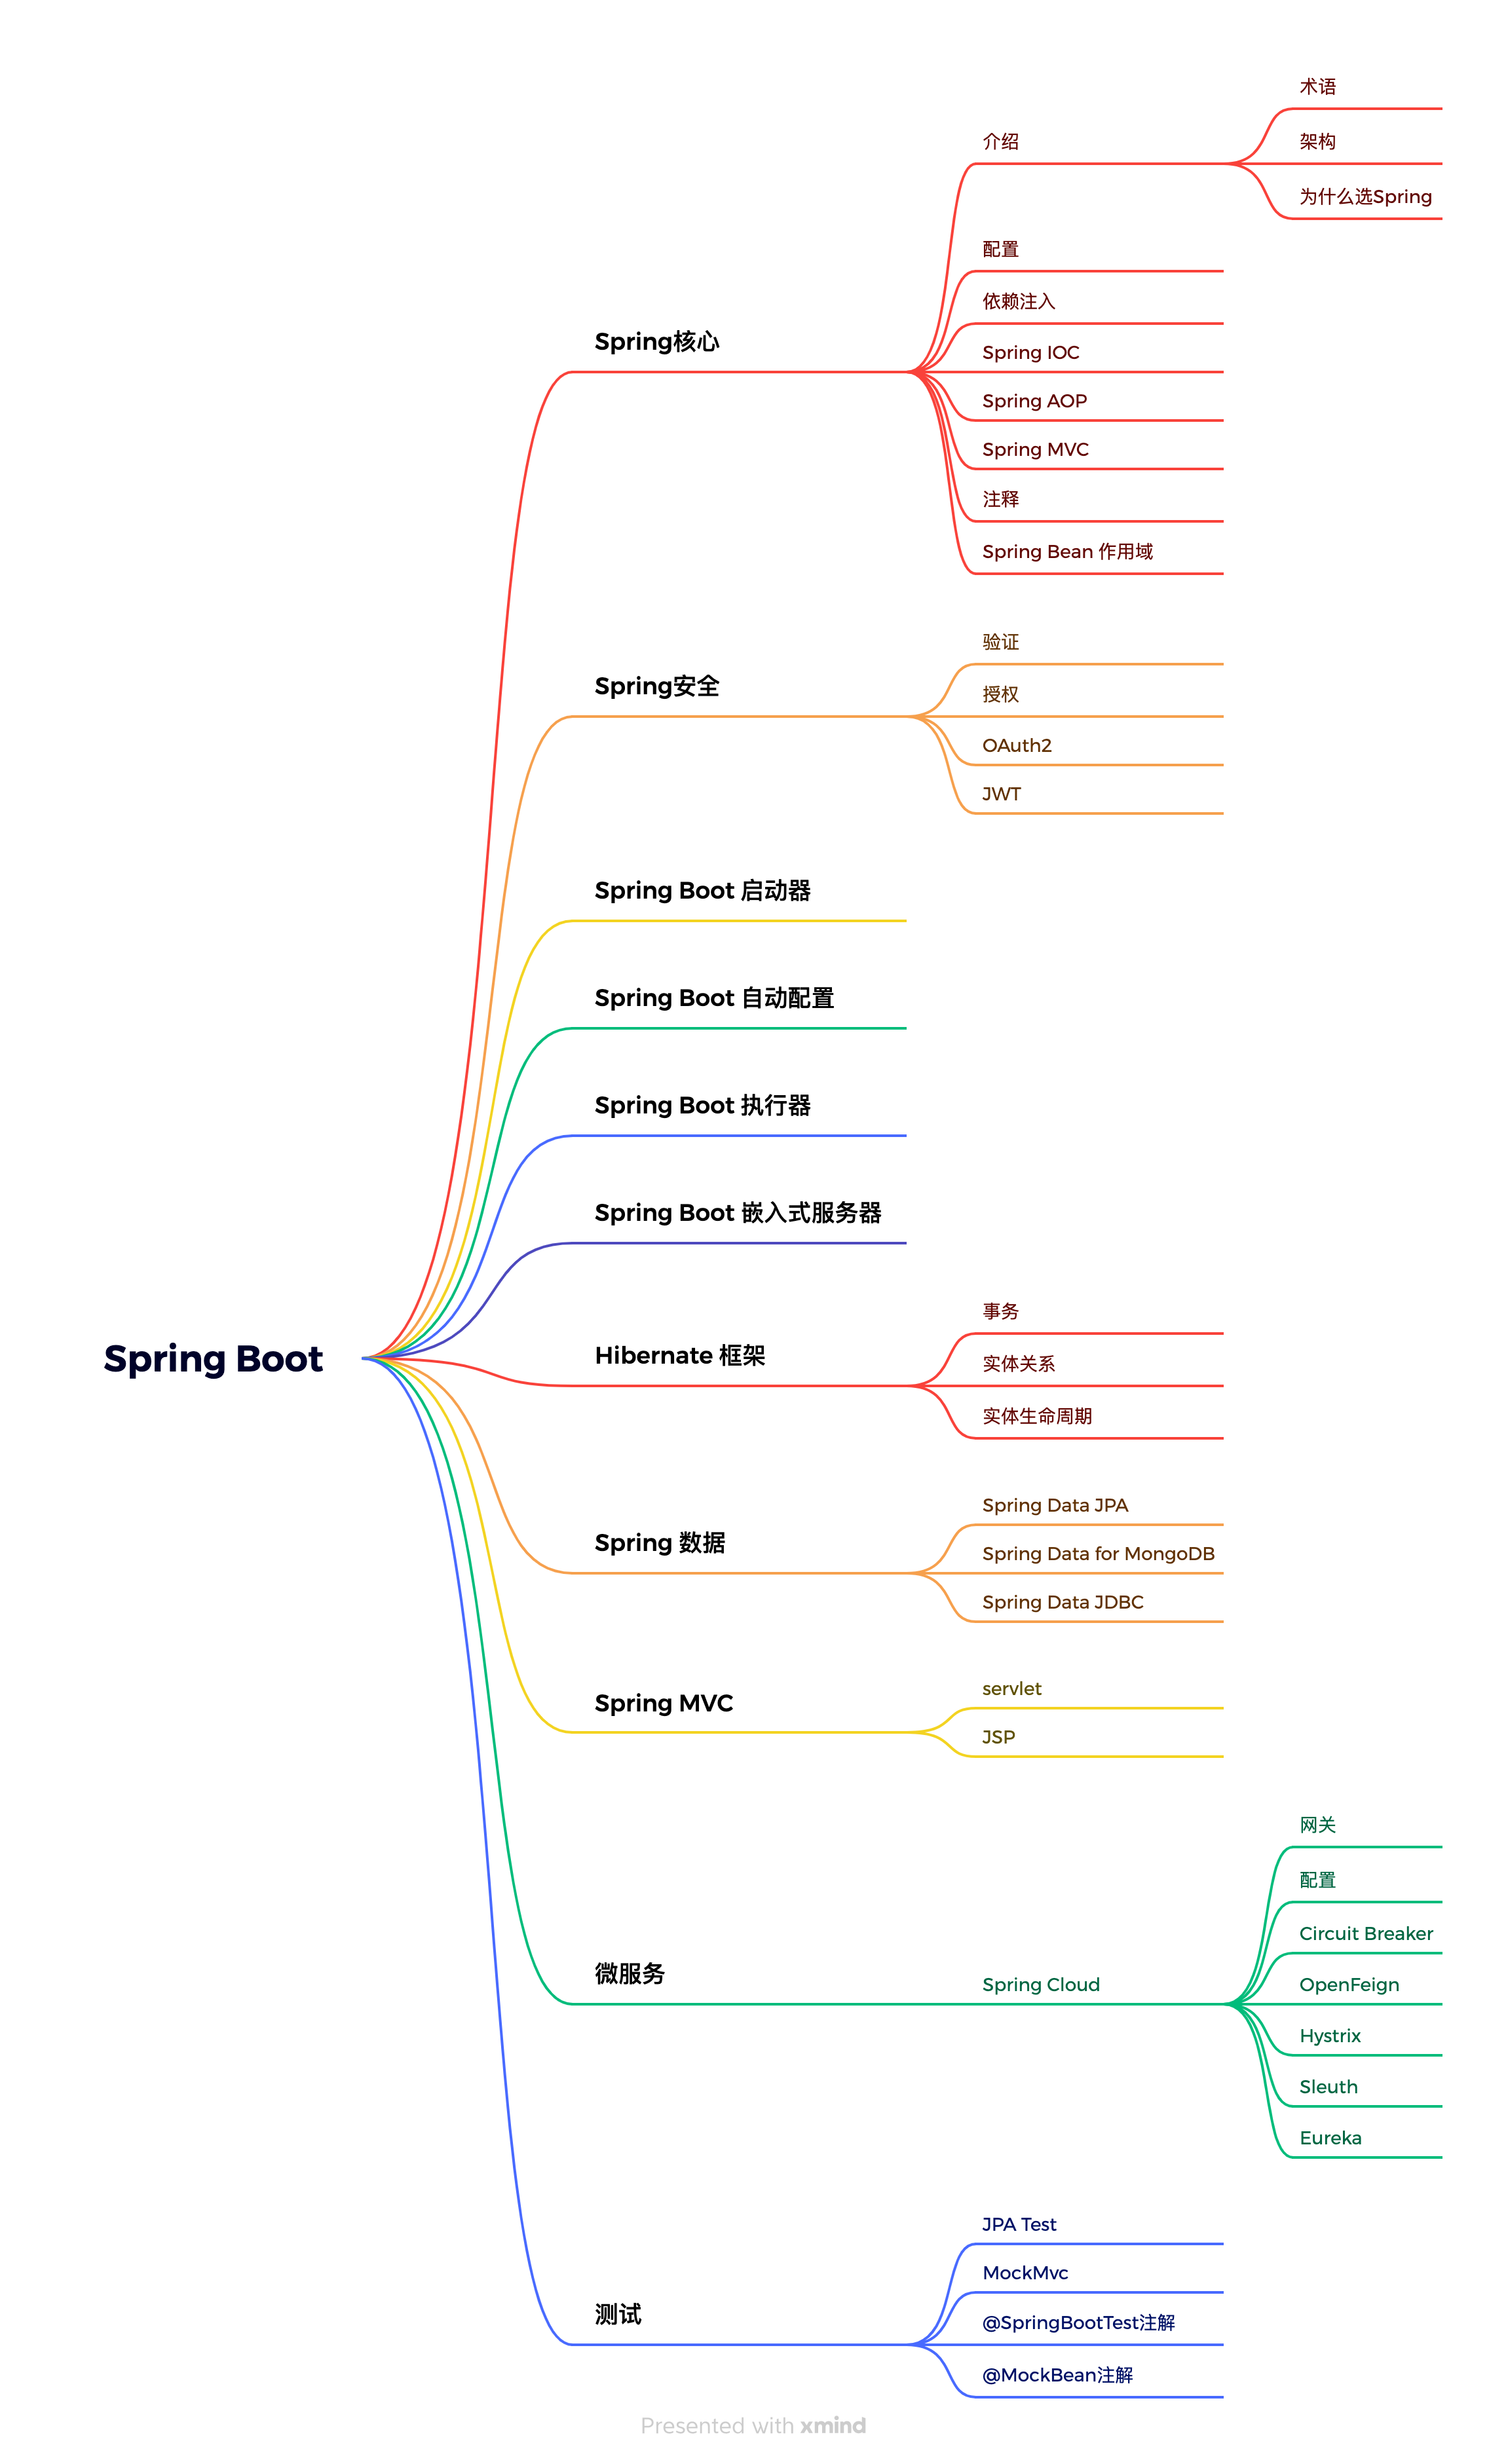 Spring Boot
Spring核心
介绍
术语
架构
为什么选Spring
配置
依赖注入
Spring IOC
Spring AOP
Spring MVC
注释
Spring Bean 作用域
Spring安全
验证
授权
OAuth2
JWT
Spring Boot 启动器
Spring Boot 自动配置
Spring Boot 执行器
Spring Boot 嵌入式服务器
Hibernate 框架
事务
实体关系
实体生命周期
Spring 数据
Spring Data JPA
Spring Data for MongoDB
Spring Data JDBC
Spring MVC
servlet
JSP
微服务
Spring Cloud
网关
配置
Circuit Breaker
OpenFeign
Hystrix
Sleuth
Eureka
测试
JPA Test
MockMvc
@SpringBootTest注解
@MockBean注解
Presented with xmind